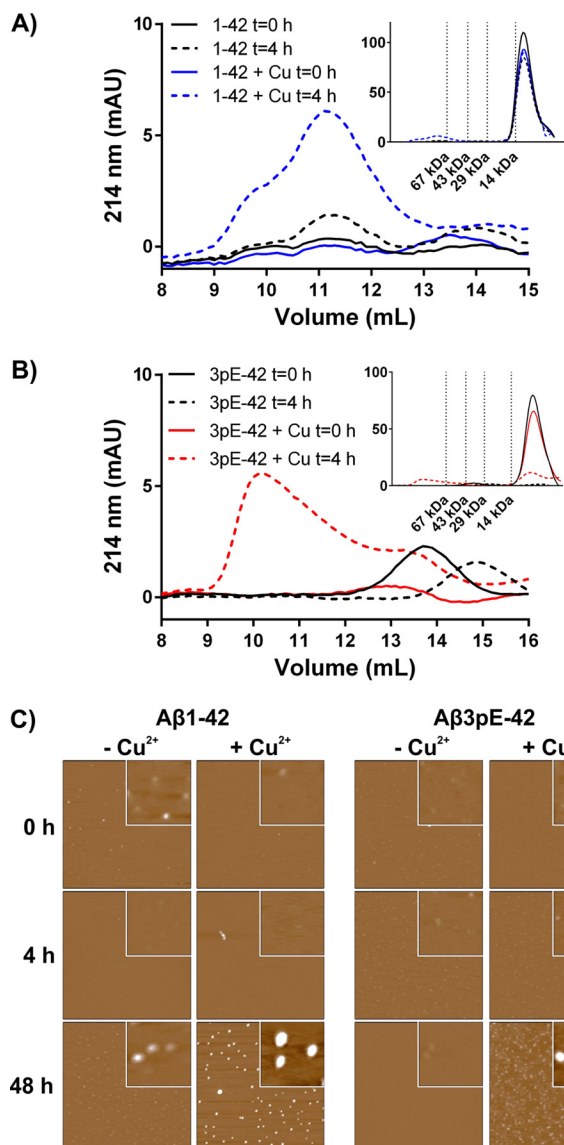 A)
10
5
0
214 nm (mAU)
1-42 t=0 h
1-42 t=4 h
1-42 + Cu t=0 h
1-42 + Cu t=4 h
100
50
0
67 kDa
43 kDa
29 kDa
14 kDa
8 9 10 11 12 13 14 15
Volume (mL)
B)
10
5
0
214 nm (mAU)
3pE-42 t=0 h
3pE-42 t=4 h
3pE-42 + Cu t=0 h
3pE-42 + Cu t=4 h
100
50
0
67 kDa
43 kDa
29 kDa
14 kDa
8 9 10 11 12 13 14 15 16
Volume (mL)
C)
Aβ1-42 Aβ3pE-42
- Cu²⁺ + Cu²⁺ - Cu²⁺ + Cu
0 h
4 h
48 h